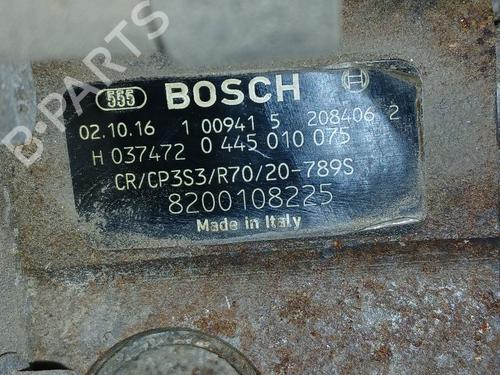 555 BOSCH
02.10.16 1 00941 5 208406 2
H 037472 0 445 010 075
CR/CP3S3/R70/20-789S
8200108225
Made in Italy
B-PARTS